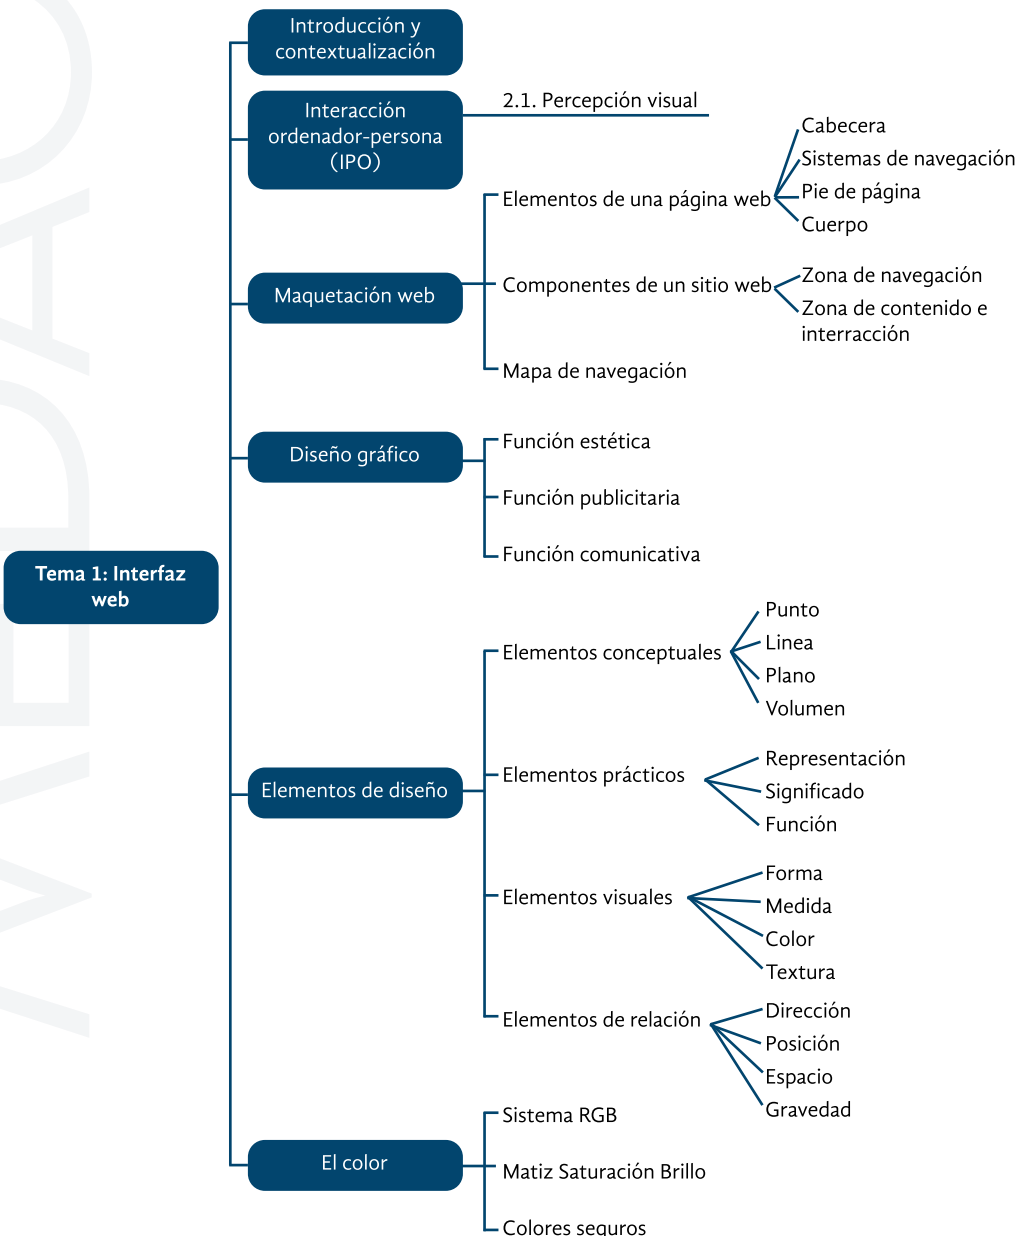 Introducción y
contextualización
Interacción
ordenador-persona
(IPO)
2.1. Percepción visual
Cabecera
Sistemas de navegación
Elementos de una página web
Pie de página
Cuerpo
Maquetación web
Componentes de un sitio web
Zona de navegación
Zona de contenido e
interracción
Mapa de navegación
Diseño gráfico
Función estética
Función publicitaria
Función comunicativa
Tema 1: Interfaz
web
Elementos conceptuales
Punto
Linea
Plano
Volumen
Elementos de diseño
Elementos prácticos
Representación
Significado
Función
Elementos visuales
Forma
Medida
Color
Textura
Elementos de relación
Dirección
Posición
Espacio
Gravedad
El color
Sistema RGB
Matiz Saturación Brillo
Colores seguros
MEDAC